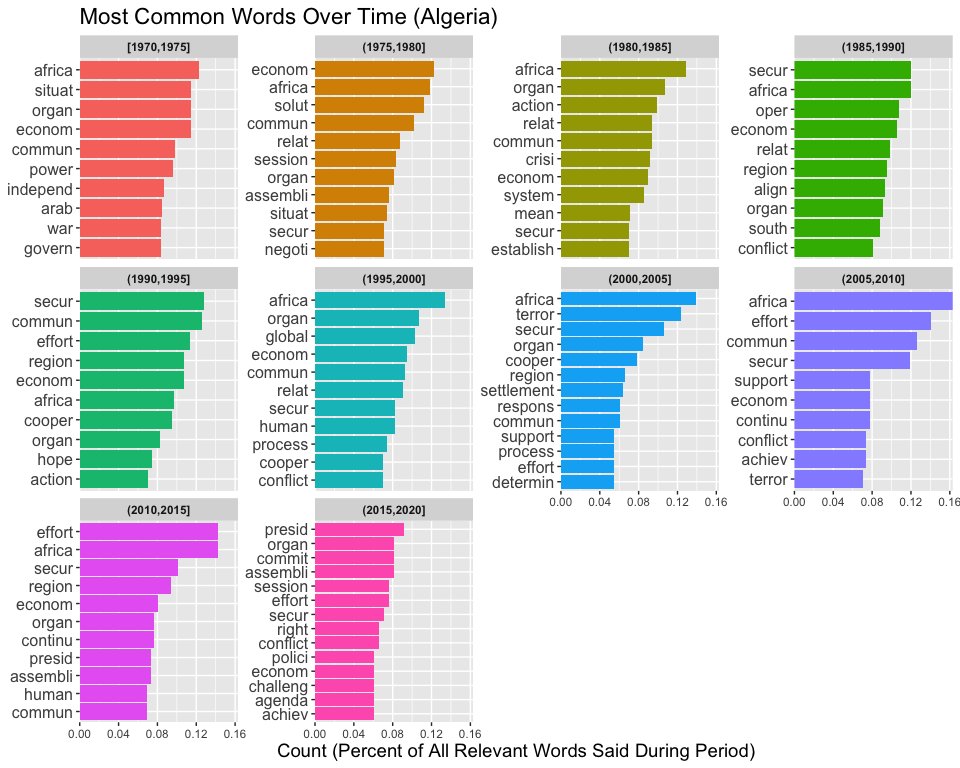 Most Common Words Over Time (Algeria)
[1970,1975]
africa
situat
organ
econom
commun
power
independ
arab
war
govern
(1975,1980]
econom
africa
solut
commun
relat
session
organ
assembli
situat
secur
negoti
(1980,1985]
africa
organ
action
relat
commun
crisi
econom
system
mean
secur
establish
(1985,1990]
secur
africa
oper
econom
relat
region
align
organ
south
conflict
(1990,1995]
secur
commun
effort
region
econom
africa
cooper
organ
hope
action
(1995,2000]
africa
organ
global
econom
commun
relat
secur
human
process
cooper
conflict
(2000,2005]
africa
terror
secur
organ
cooper
region
settlement
respons
commun
support
process
effort
determin
0.00 0.04 0.08 0.12 0.16
(2005,2010]
africa
effort
commun
secur
support
econom
continu
conflict
achiev
terror
0.00 0.04 0.08 0.12 0.16
(2010,2015]
effort
africa
secur
region
econom
organ
continu
presid
assembli
human
commun
0.00 0.04 0.08 0.12 0.16
(2015,2020]
presid
organ
commit
assembli
session
effort
secur
right
conflict
polici
econom
challeng
agenda
achiev
0.00 0.04 0.08 0.12 0.16
Count (Percent of All Relevant Words Said During Period)